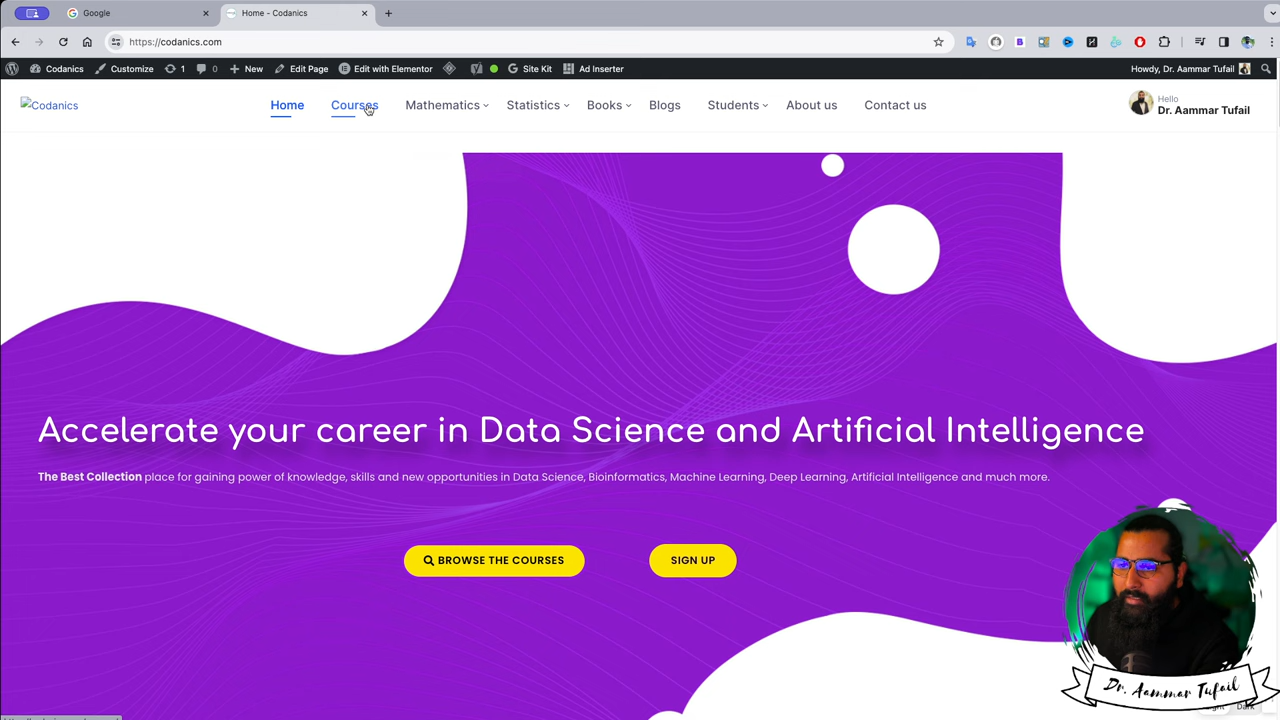 Google
Home - Codanics
https://codanics.com
Codanics
Customize
1
0
New
Edit Page
Edit with Elementor
Site Kit
Ad Inserter
Howdy, Dr. Aammar Tufail
Codanics
Home
Courses
Mathematics
Statistics
Books
Blogs
Students
About us
Contact us
Hello
Dr. Aammar Tufail
Accelerate your career in Data Science and Artificial Intelligence
The Best Collection place for gaining power of knowledge, skills and new opportunities in Data Science, Bioinformatics, Machine Learning, Deep Learning, Artificial Intelligence and much more.
BROWSE THE COURSES
SIGN UP
Dr. Aammar Tufail
Dark